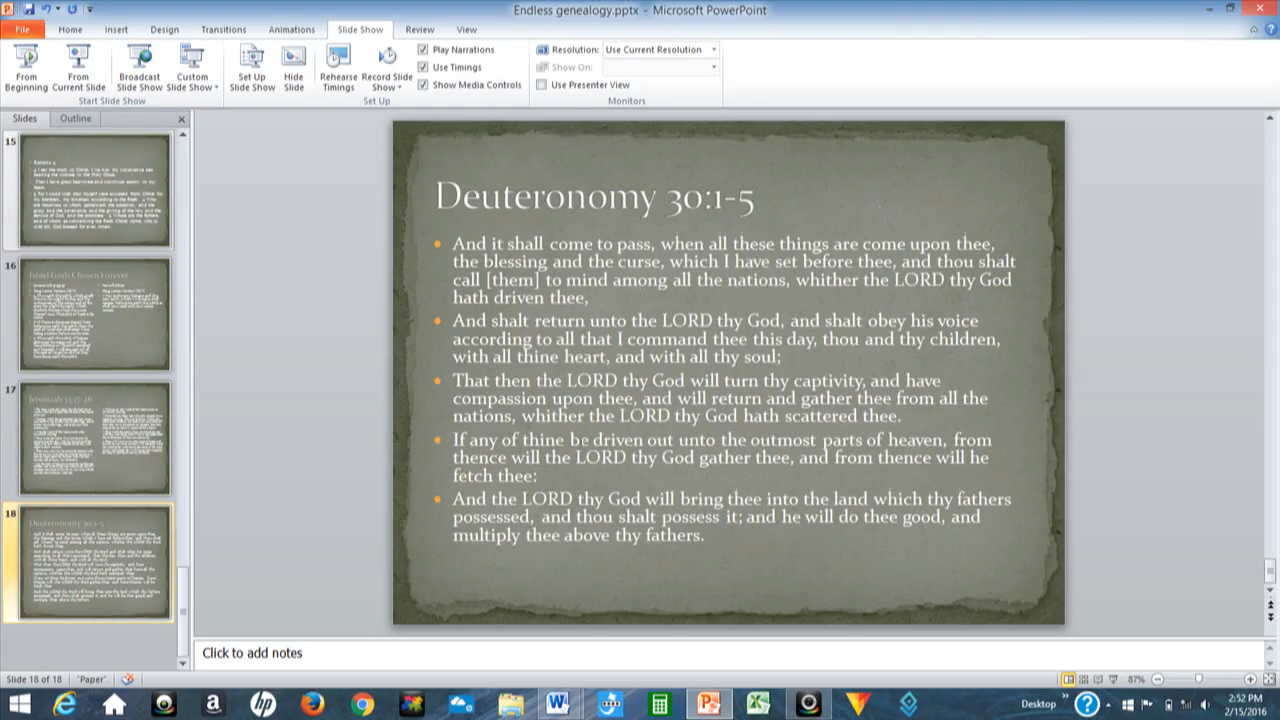 Endless genealogy.pptx - Microsoft PowerPoint
File Home Insert Design Transitions Animations Slide Show Review View
From Beginning
From Current Slide
Broadcast Slide Show
Custom Slide Show
Set Up Slide Show
Hide Slide
Rehearse Timings
Record Slide Show
Play Narrations
Use Timings
Show Media Controls
Resolution: Use Current Resolution
Show On:
Use Presenter View
Start Slide Show Set Up Monitors
Slides Outline
15
16
Israel Gods Chosen Forever
17
18
Deuteronomy 30:1-5
Deuteronomy 30:1-5
And it shall come to pass, when all these things are come upon thee,
the blessing and the curse, which I have set before thee, and thou shalt
call [them] to mind among all the nations, whither the LORD thy God
hath driven thee,
And shalt return unto the LORD thy God, and shalt obey his voice
according to all that I command thee this day, thou and thy children,
with all thine heart, and with all thy soul;
That then the LORD thy God will turn thy captivity, and have
compassion upon thee, and will return and gather thee from all the
nations, whither the LORD thy God hath scattered thee.
If any of thine be driven out unto the outmost parts of heaven, from
thence will the LORD thy God gather thee, and from thence will he
fetch thee:
And the LORD thy God will bring thee into the land which thy fathers
possessed, and thou shalt possess it; and he will do thee good, and
multiply thee above thy fathers.
Click to add notes
Slide 18 of 18 "Paper" 87%
Desktop
2:52 PM
2/15/2016